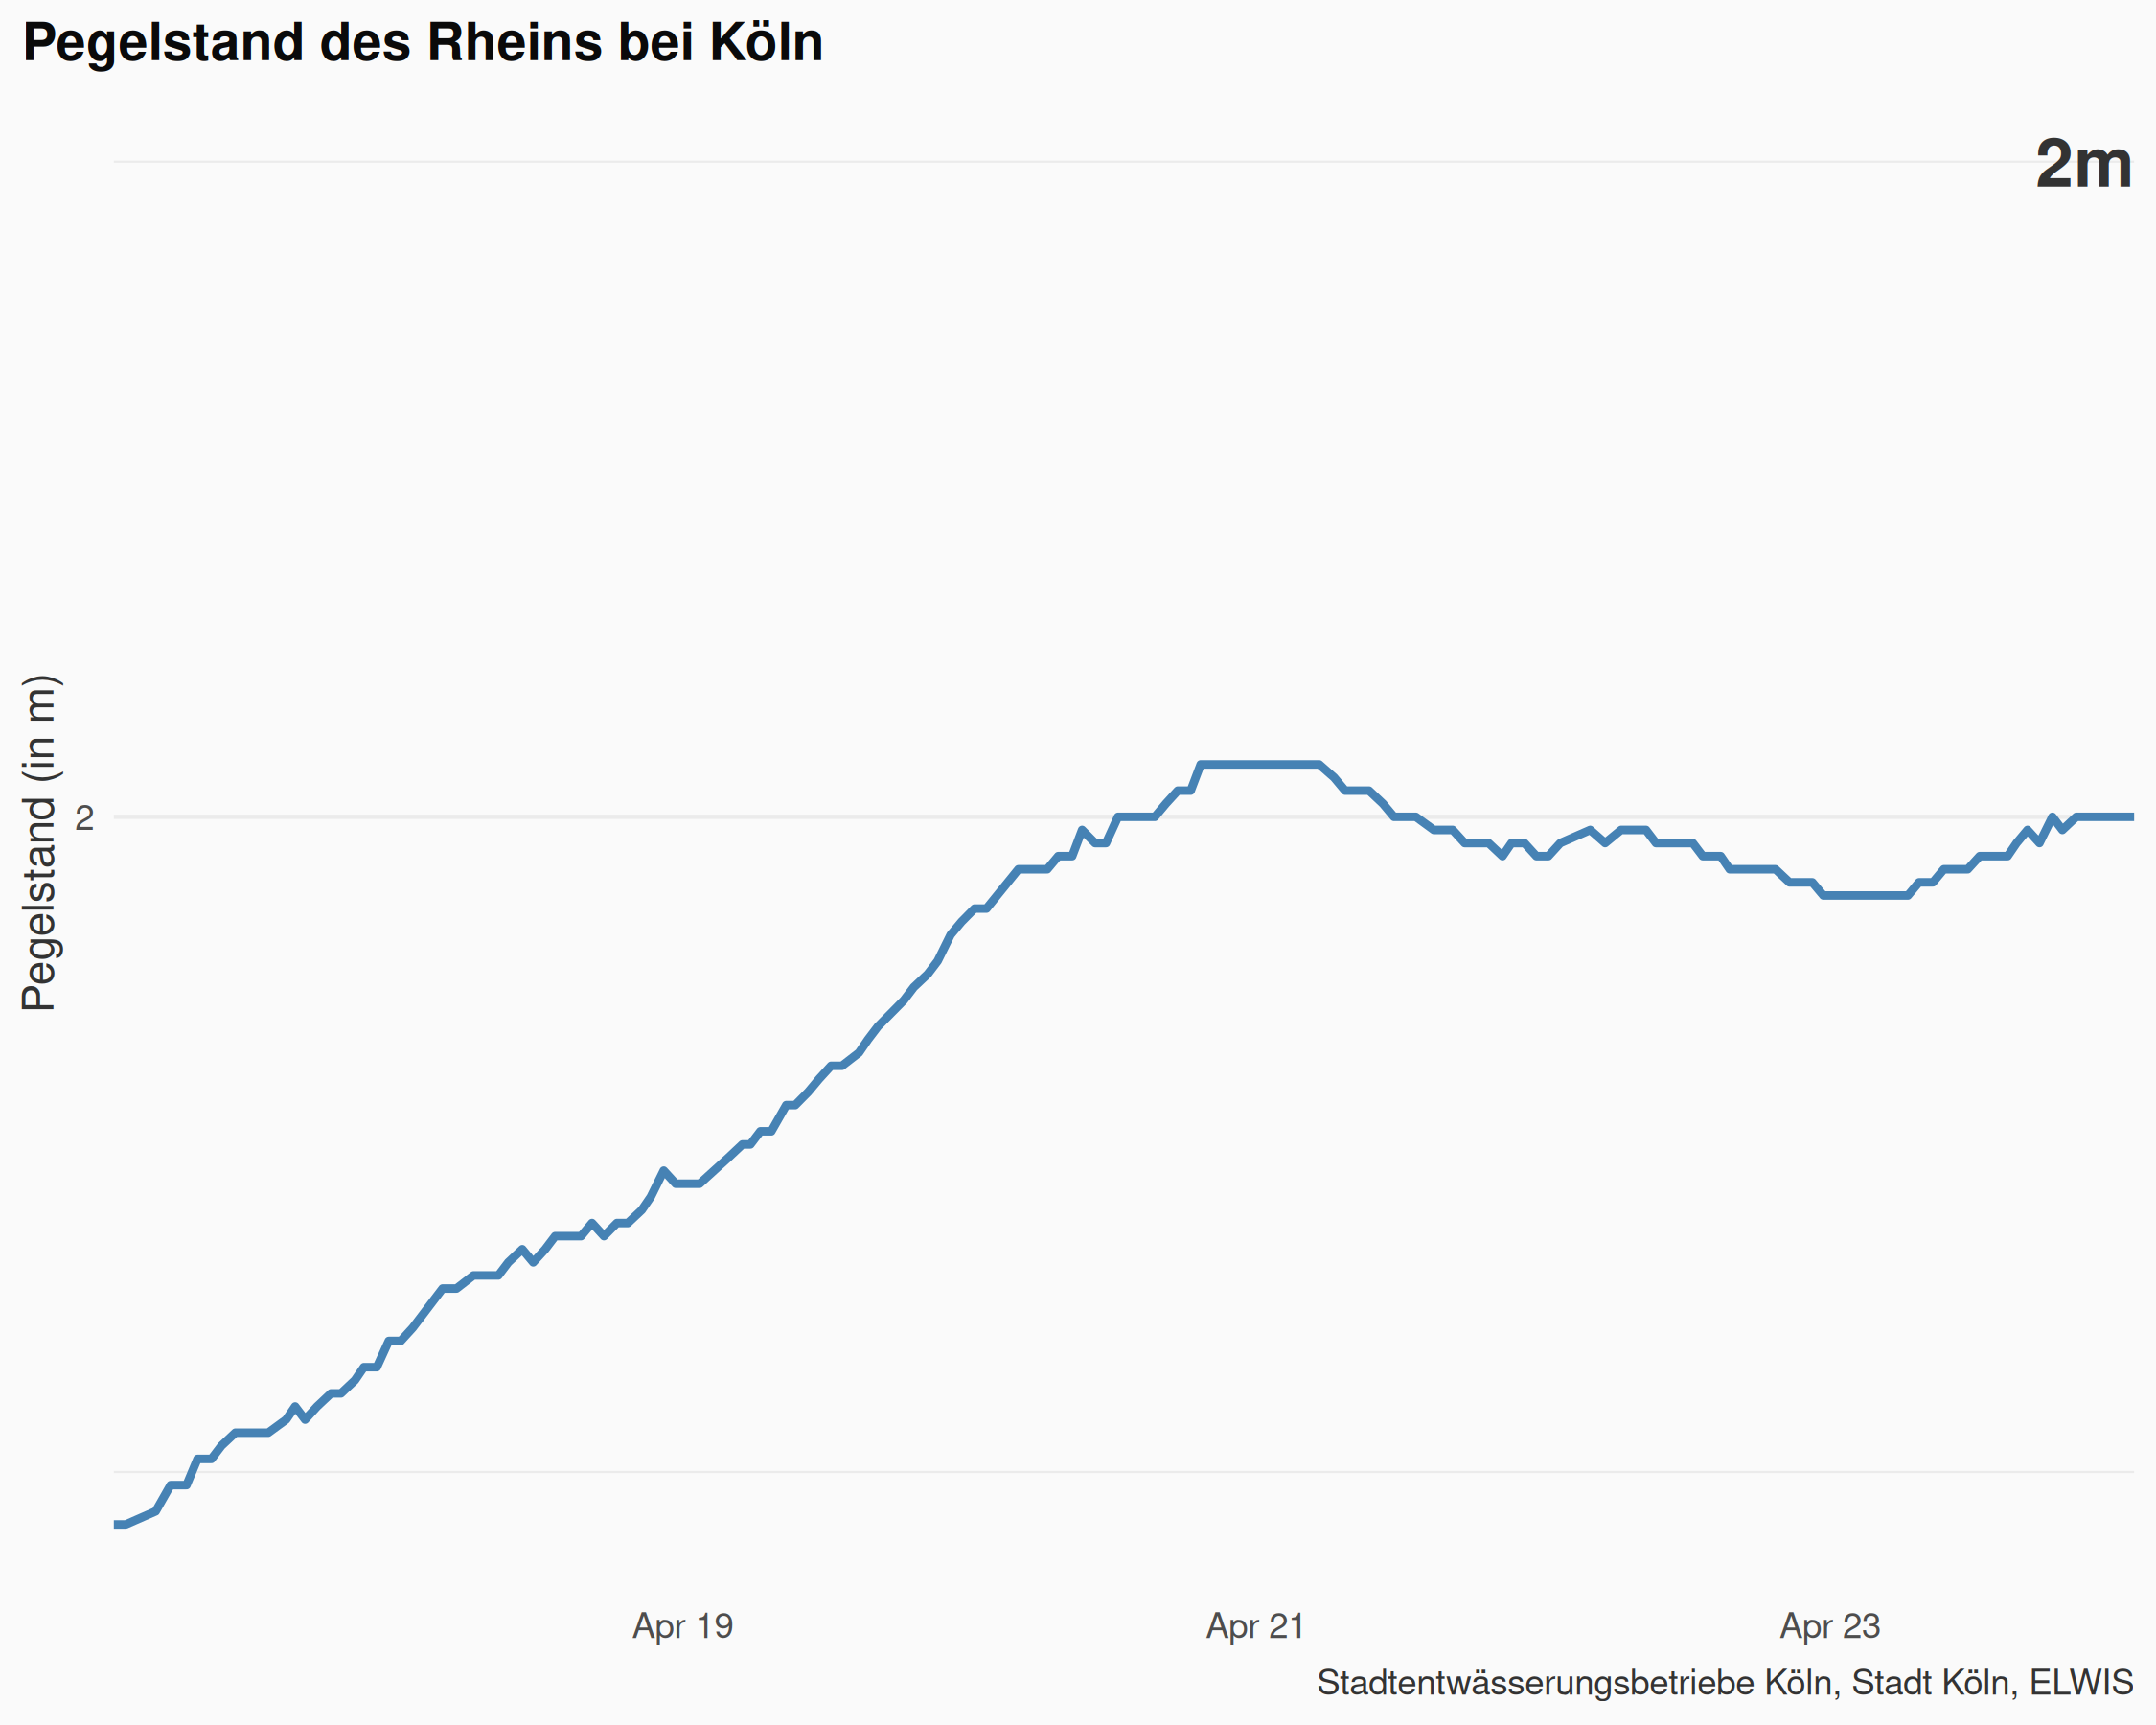 Pegelstand des Rheins bei Köln
2m
Pegelstand (in m)
2
Apr 19
Apr 21
Apr 23
Stadtentwässerungsbetriebe Köln, Stadt Köln, ELWIS